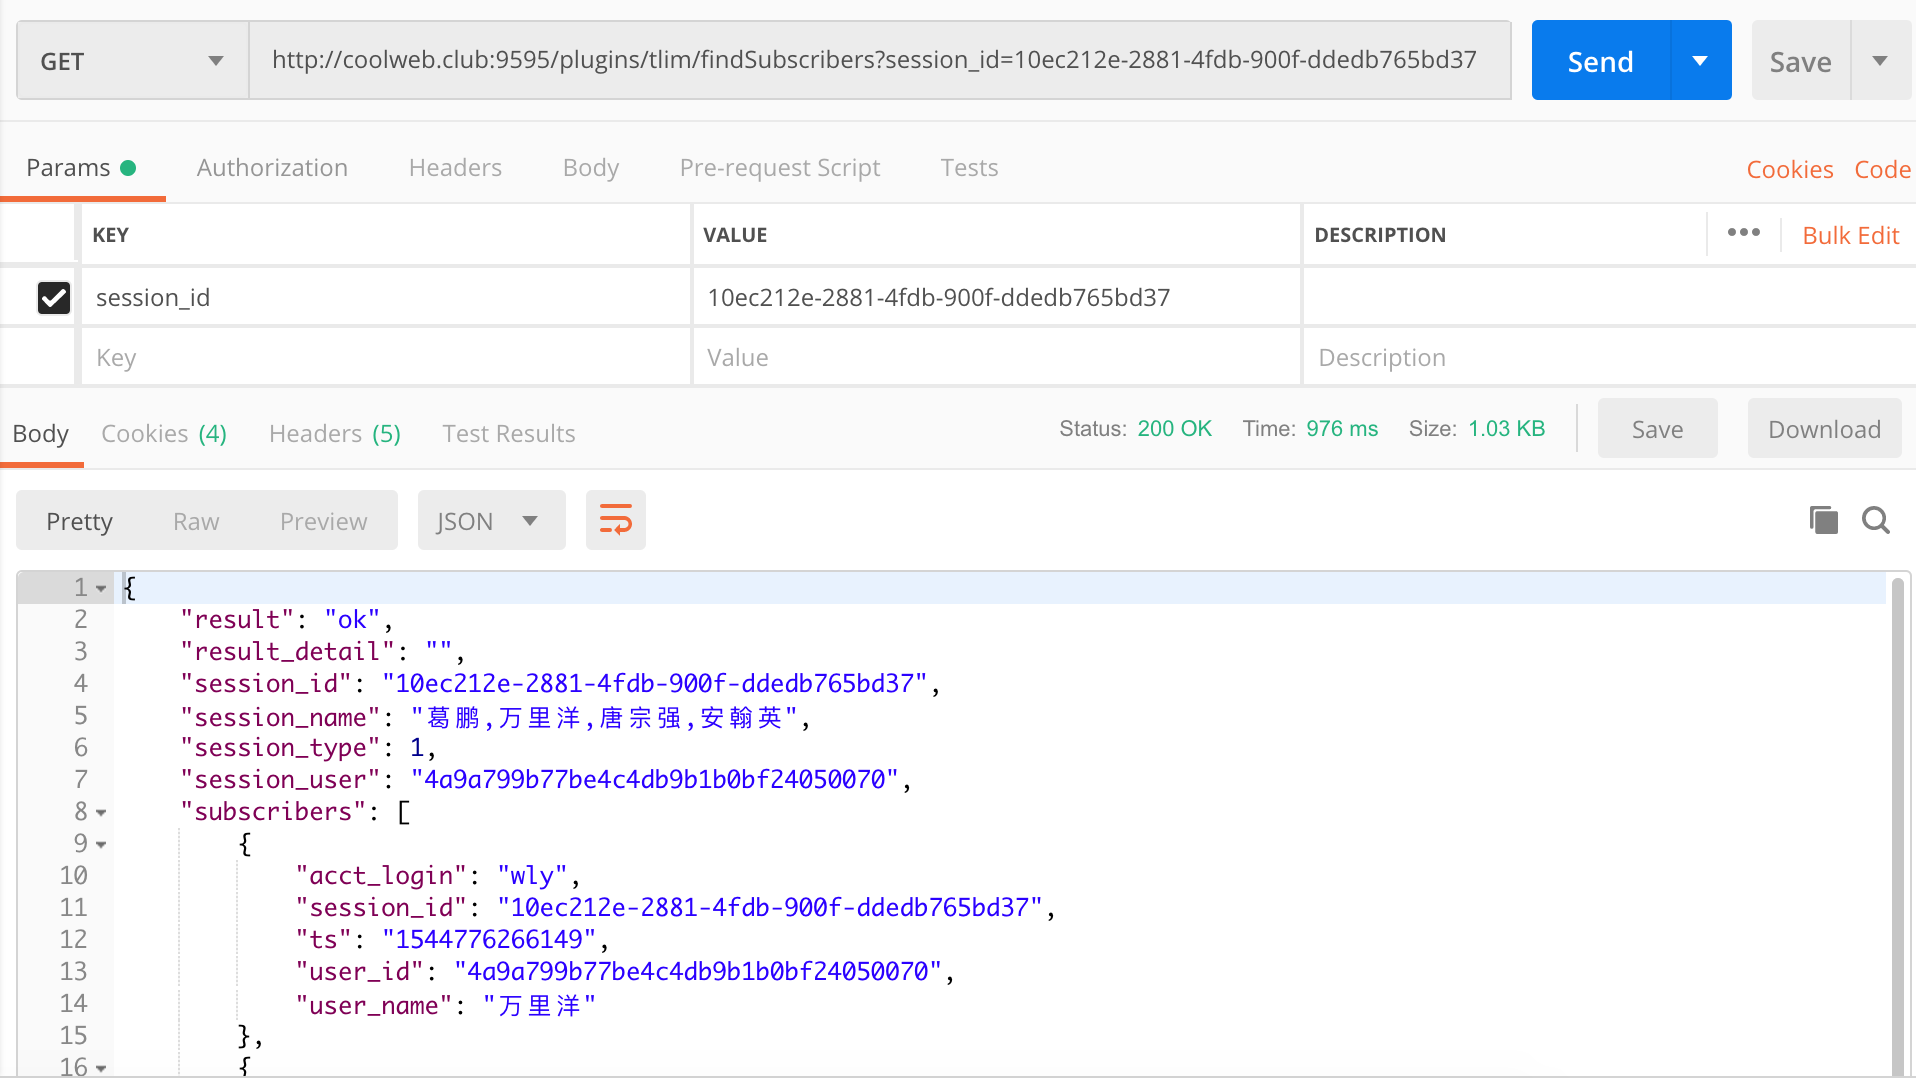 GET http://coolweb.club:9595/plugins/tlim/findSubscribers?session_id=10ec212e-2881-4fdb-900f-ddedb765bd37 Send Save
Params Authorization Headers Body Pre-request Script Tests Cookies Code
KEY VALUE DESCRIPTION ••• Bulk Edit
session_id 10ec212e-2881-4fdb-900f-ddedb765bd37
Key Value Description
Body Cookies (4) Headers (5) Test Results Status: 200 OK Time: 976 ms Size: 1.03 KB Save Download
Pretty Raw Preview JSON
1 {
2 "result": "ok",
3 "result_detail": "",
4 "session_id": "10ec212e-2881-4fdb-900f-ddedb765bd37",
5 "session_name": "葛鹏,万里洋,唐宗强,安翰英",
6 "session_type": 1,
7 "session_user": "4a9a799b77be4c4db9b1b0bf24050070",
8 "subscribers": [
9 {
10 "acct_login": "wly",
11 "session_id": "10ec212e-2881-4fdb-900f-ddedb765bd37",
12 "ts": "1544776266149",
13 "user_id": "4a9a799b77be4c4db9b1b0bf24050070",
14 "user_name": "万里洋"
15 },
16 {